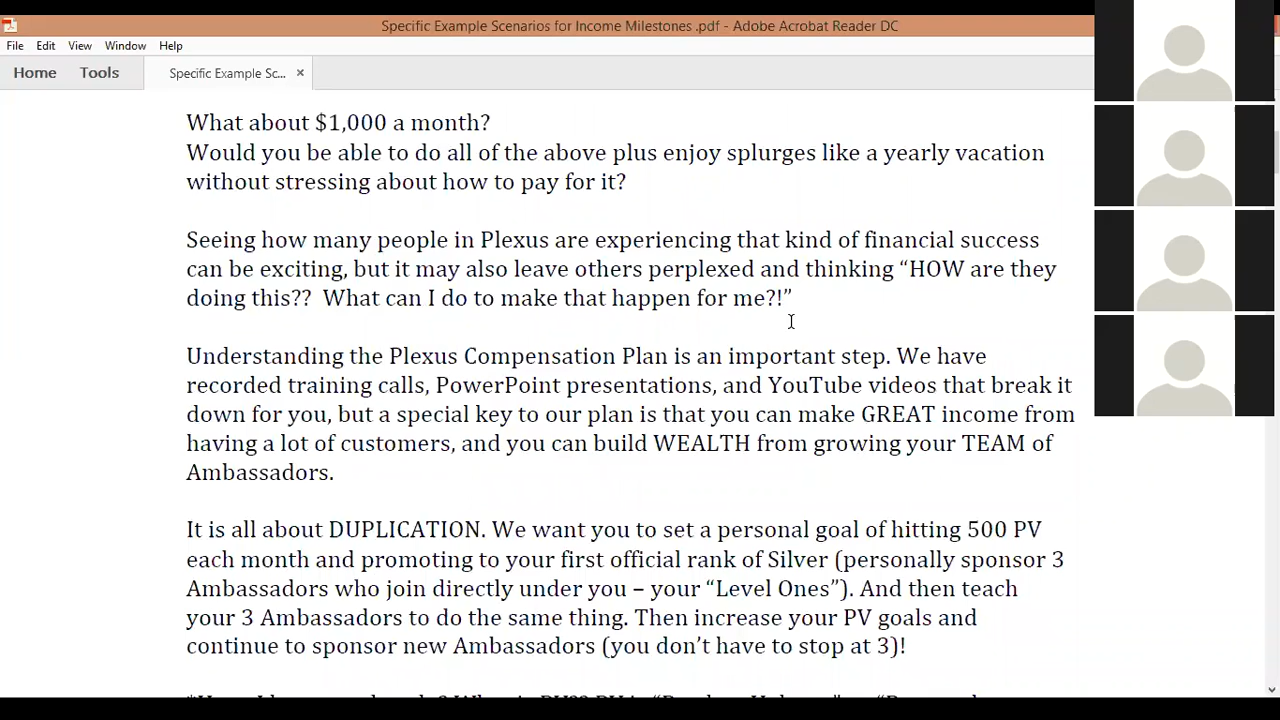 Specific Example Scenarios for Income Milestones .pdf - Adobe Acrobat Reader DC
File Edit View Window Help
Home Tools Specific Example Sc... ×
What about $1,000 a month?
Would you be able to do all of the above plus enjoy splurges like a yearly vacation
without stressing about how to pay for it?
Seeing how many people in Plexus are experiencing that kind of financial success
can be exciting, but it may also leave others perplexed and thinking “HOW are they
doing this?? What can I do to make that happen for me?!”
Understanding the Plexus Compensation Plan is an important step. We have
recorded training calls, PowerPoint presentations, and YouTube videos that break it
down for you, but a special key to our plan is that you can make GREAT income from
having a lot of customers, and you can build WEALTH from growing your TEAM of
Ambassadors.
It is all about DUPLICATION. We want you to set a personal goal of hitting 500 PV
each month and promoting to your first official rank of Silver (personally sponsor 3
Ambassadors who join directly under you – your “Level Ones”). And then teach
your 3 Ambassadors to do the same thing. Then increase your PV goals and
continue to sponsor new Ambassadors (you don’t have to stop at 3)!